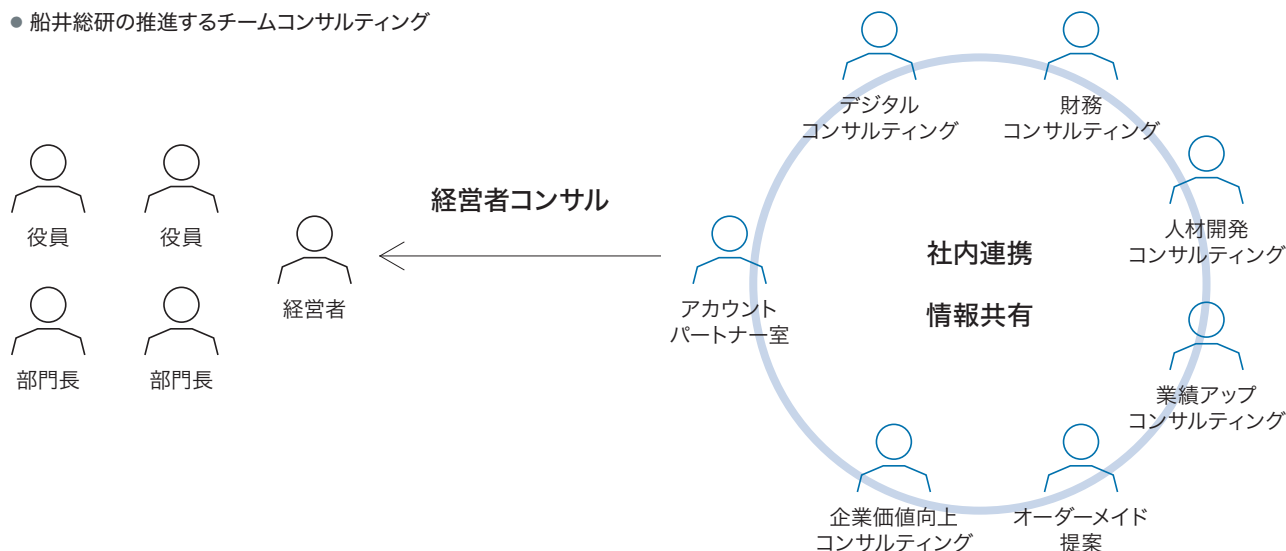 ● 船井総研の推進するチームコンサルティング
役員
役員
部門長
部門長
経営者
経営者コンサル
アカウント
パートナー室
デジタル
コンサルティング
財務
コンサルティング
人材開発
コンサルティング
業績アップ
コンサルティング
オーダーメイド
提案
企業価値向上
コンサルティング
社内連携
情報共有